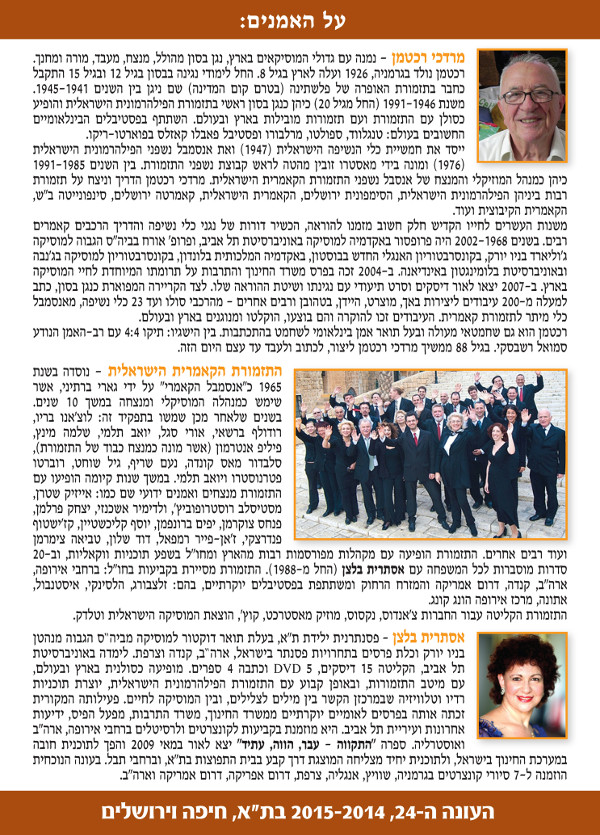 על האמנים:
מרדכי רכטמן – נמנה עם גדולי המוסיקאים בארץ, נגן בסון מהולל, מנצח, מעבד, מורה ומחנך.
רכטמן נולד בגרמניה, 1926 ועלה לארץ בגיל 8. החל לימודי נגינה בבסון בגיל 12 ובגיל 15 התקבל
כחבר בתזמורת האופרה של פלשתינה (בטרם קום המדינה) שם ניגן בין השנים 1945-1941.
משנת 1991-1946 (החל מגיל 20) כיהן כנגן בסון ראשי בתזמורת הפילהרמונית הישראלית והופיע
כסולן עם התזמורת ועם תזמורות מובילות בארץ ובעולם. השתתף בפסטיבלים הבינלאומיים
החשובים בעולם: טנגלווד, ספולטו, מרלבורו ופסטיבל פאבלו קאזלס בפוארטו-ריקו.
ייסד את חמשיית כלי הנשיפה הישראלית (1947) ואת אנסמבל נשפני הפילהרמונית הישראלית
(1976) ומונה בידי מאסטרו זובין מהטה לראש קבוצת נשפני התזמורת. בין השנים 1991-1985
כיהן כמנהל המוזיקלי והמנצח של אנסבל נשפני התזמורת הקאמרית הישראלית. מרדכי רכטמן הדריך וניצח על תזמורת
רבות ביניהן הפילהרמונית הישראלית, הסימפונית ירושלים, הקאמרית הישראלית, קאמרטה ירושלים, סינפונייטה ב"ש,
הקאמרית הקיבוצית ועוד.
משנות העשרים לחייו הקדיש חלק חשוב מזמנו להוראה, הכשיר דורות של נגני כלי נשיפה והדריך הרכבים קאמרים
רבים. בשנים 2002-1968 היה פרופסור באקדמיה למוסיקה באוניברסיטת תל אביב, ופרופ' אורח בביה"ס הגבוה למוסיקה
ג'וליארד בניו יורק, בקונסרבטוריון האנגלי החדש בבוסטון, באקדמיה המלכותית בלונדון, בקונסרבטוריון למוסיקה בג'נבה
ובאוניברסיטת בלומינגטון באינדיאנה. ב-2004 זכה בפרס משרד החינוך והתרבות על תרומתו המיוחדת לחיי המוסיקה
בארץ. ב-2007 יצאו לאור דיסקים וסרט תיעודי עם נגינתו ושיטת ההוראה שלו. לצד הקריירה המפוארת כנגן בסון, כתב
למעלה מ-200 עיבודים ליצירות באך, מוצרט, היידן, בטהובן ורבים אחרים – מהרכבי סולו ועד 23 כלי נשיפה, מאנסמבל
כלי מיתר לתזמורת קאמרית. העיבודים זכו להוקרה והם בוצעו, הוקלטו ומנוגנים בארץ ובעולם.
רכטמן הוא גם שחמטאי מעולה ובעל תואר אמן בינלאומי לשחמט בהתכתבות. בין הישגיו: תיקו 4:4 עם רב-האמן הנודע
סמואל רשבסקי. בגיל 88 ממשיך מרדכי רכטמן ליצור, לכתוב ולעבד עד עצם היום הזה.
התזמורת הקאמרית הישראלית – נוסדה בשנת
1965 כ"אנסמבל הקאמרי" על ידי גארי ברתיני, אשר
שימש כמנהלה המוסיקלי ומנצחה במשך 10 שנים.
בשנים שלאחר מכן שמשו בתפקיד זה: לוצ'אנו בריו,
רודולף ברשאי, אורי סגל, יואב תלמי, שלמה מינץ,
פיליפ אנטרמון (אשר מונה כמנצח כבוד של התזמורת),
סלבדור מאס קונדה, נעם שריף, גיל שוחט, רוברטו
פטרנוסטרו ויואב תלמי. במשך שנות קיומה הופיעו עם
התזמורת מנצחים ואמנים ידועי שם כמו: אייזיק שטרן,
מסטיסלב רוסטרופוביץ', ולדימיר אשכנזי, יצחק פרלמן,
פנחס צוקרמן, יפים ברונפמן, יוסף קליכשטיין, קז'ישטוף
פנדרצקי, ז'אן-פייר רמפאל, דוד שלון, טביאה צימרמן
ועוד רבים אחרים. התזמורת הופיעה עם מקהלות מפורסמות רבות מהארץ ומחו"ל בשפע תוכניות ווקאליות, וב-20
סדרות מוסברות לכל המשפחה עם אסתרית בלצן (החל מ-1988). התזמורת מסיירת בקביעות בחו"ל: ברחבי אירופה,
ארה"ב, קנדה, דרום אמריקה והמזרח הרחוק ומשתתפת בפסטיבלים יוקרתיים, בהם: זלצבורג, הלסינקי, איסטנבול,
אתונה, מרכז אירופה הונג קונג.
התזמורת הקליטה עבור החברות צ'אנדוס, נקסוס, מוזיק מאסטרכט, קוץ', הוצאת המוסיקה הישראלית וטלדק.
אסתרית בלצן – פסנתרנית ילידת ת"א, בעלת תואר דוקטור למוסיקה מביה"ס הגבוה מנהטן
בניו יורק וכלת פרסים בתחרויות פסנתר בישראל, ארה"ב, קנדה וצרפת. לימדה באוניברסיטת
תל אביב, הקליטה 15 דיסקים, 5 DVD וכתבה 4 ספרים. מופיעה כסולנית בארץ ובעולם,
עם מיטב התזמורות, ובאופן קבוע עם התזמורת הפילהרמונית הישראלית, יוצרת תוכניות
רדיו וטלוויזיה שבמרכזן הקשר בין מילים לצלילים, ובין המוסיקה לחיים. פעילותה המקורית
זכתה אותה בפרסים לאומיים יוקרתיים ממשרד החינוך, משרד התרבות, מפעל הפיס, ידיעות
אחרונות ועיריית תל אביב. היא מוזמנת בקביעות לקונצרטים ולרסיטלים ברחבי אירופה, ארה"ב
ואוסטרליה. ספרה "התקווה – עבר, הווה, עתיד" יצא לאור במאי 2009 והפך לתוכנית חובה
במערכת החינוך בישראל, ולתוכנית יחיד מצליחה המוצגת דרך קבע בבית התפוצות בת"א, וברחבי תבל. בעונה הנוכחית
הוזמנה ל-7 סיורי קונצרטים בגרמניה, שוויץ, אנגליה, צרפת, דרום אפריקה, דרום אמריקה וארה"ב.
העונה ה-24, 2015-2014 בת"א, חיפה וירושלים